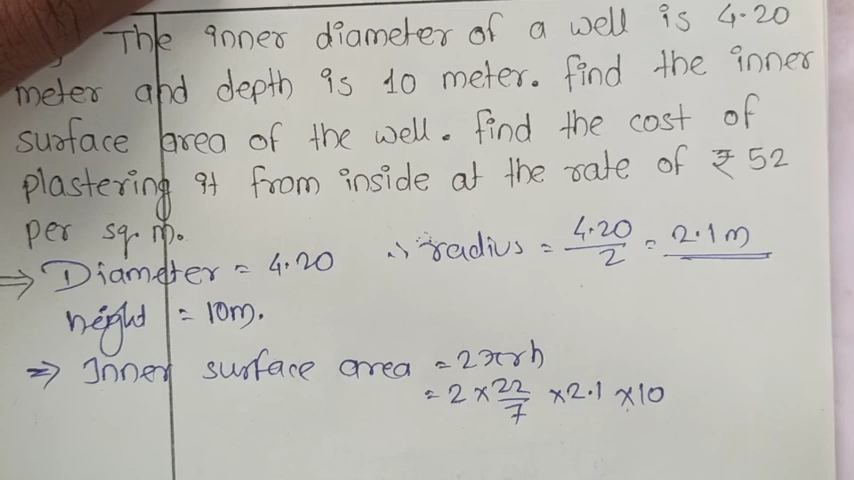 The inner diameter of a well is 4.20
meter and depth is 10 meter. find the inner
surface area of the well. find the cost of
plastering it from inside at the rate of ₹ 52
per sq. m.
⇒ Diameter = 4.20 ∴ radius = 4.20/2 = 2.1m
height = 10m.
⇒ Inner surface area = 2πrh
= 2 × 22/7 × 2.1 × 10